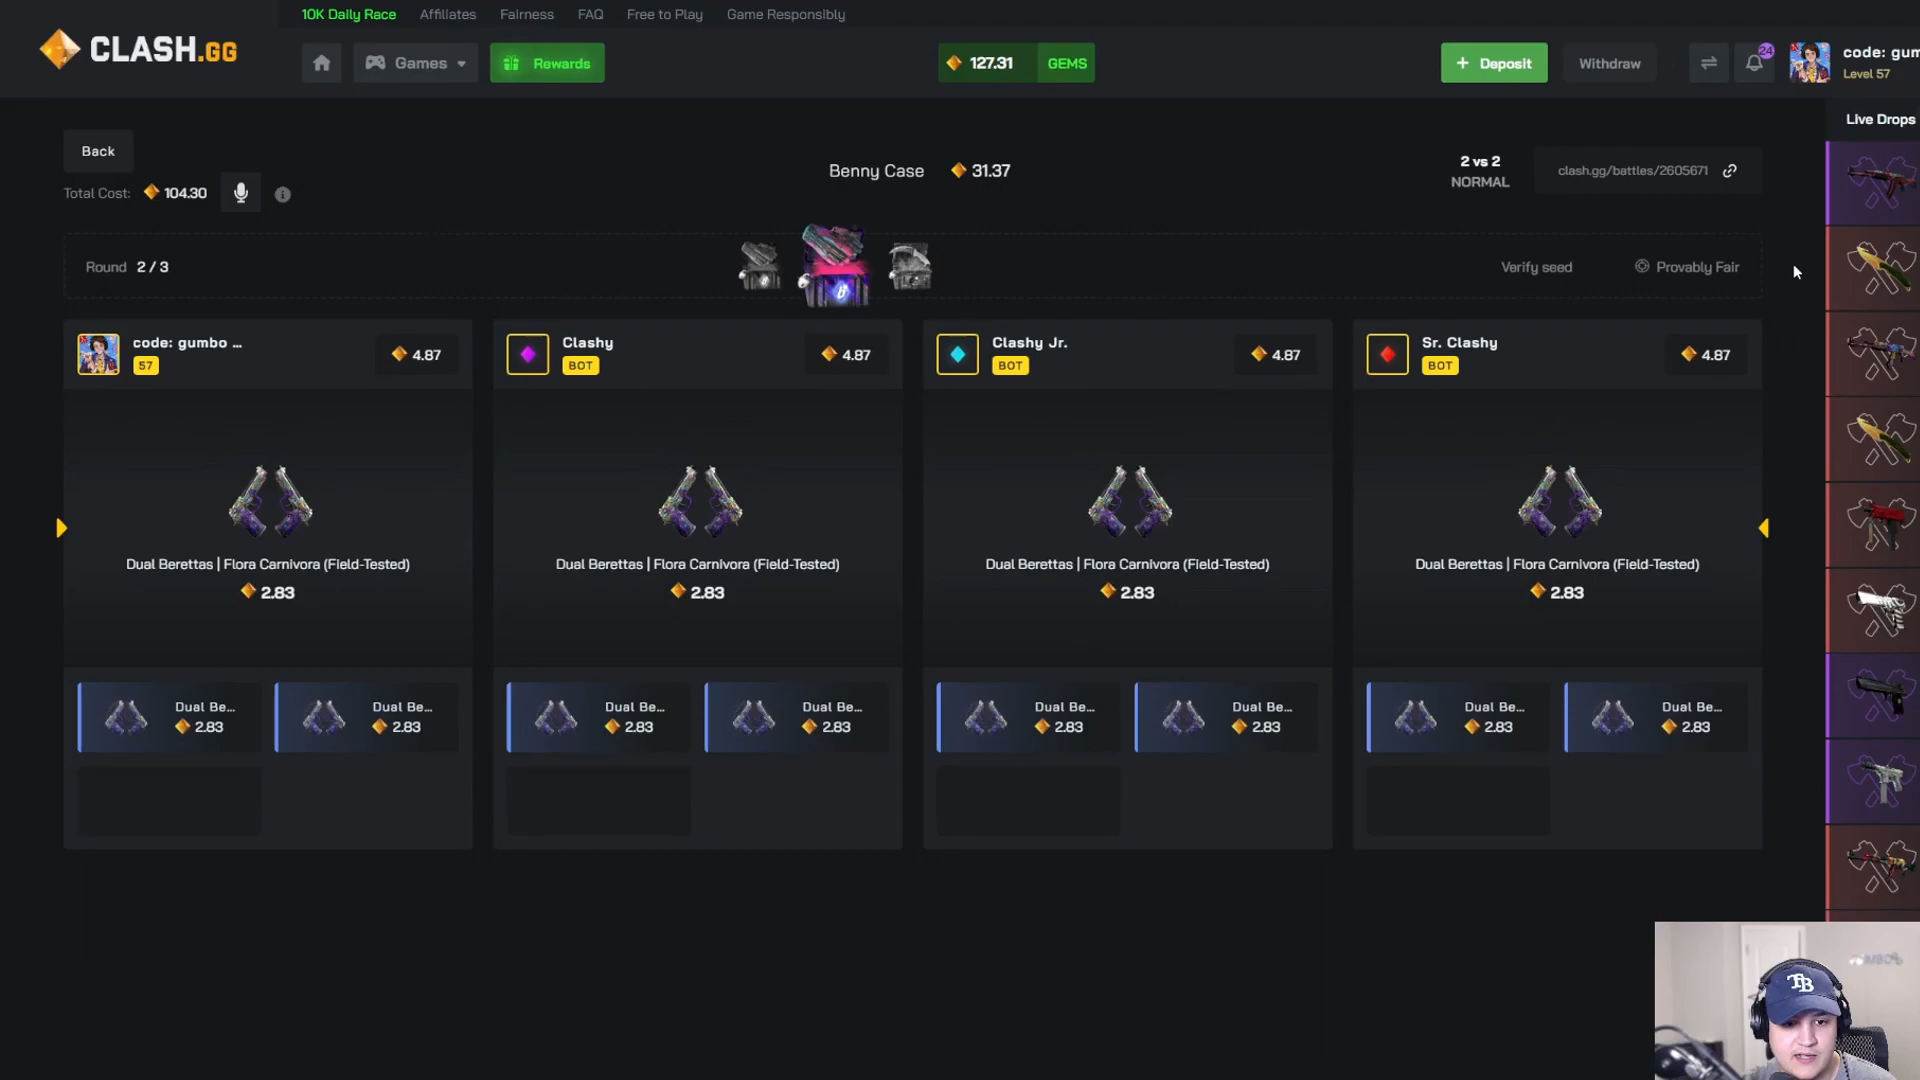 10K Daily Race Affiliates Fairness FAQ Free to Play Game Responsibly
CLASH.GG
Games
Rewards
127.31 GEMS
+ Deposit
Withdraw
24
code: gum
Level 57
Live Drops
Back
Total Cost: 104.30
Benny Case 31.37
2 vs 2
NORMAL
clash.gg/battles/2605671
Round 2 / 3
Verify seed
Provably Fair
code: gumbo ...
57
4.87
Dual Berettas | Flora Carnivora (Field-Tested)
2.83
Dual Be...
2.83
Dual Be...
2.83
Clashy
BOT
4.87
Dual Berettas | Flora Carnivora (Field-Tested)
2.83
Dual Be...
2.83
Dual Be...
2.83
Clashy Jr.
BOT
4.87
Dual Berettas | Flora Carnivora (Field-Tested)
2.83
Dual Be...
2.83
Dual Be...
2.83
Sr. Clashy
BOT
4.87
Dual Berettas | Flora Carnivora (Field-Tested)
2.83
Dual Be...
2.83
Dual Be...
2.83
TB